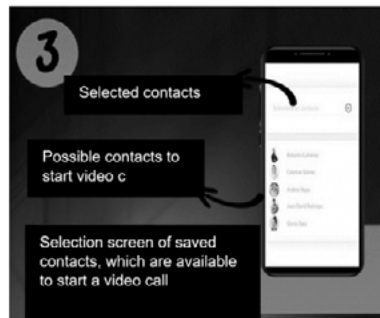 3
Selected contacts
Possible contacts to
start video c
Selection screen of saved
contacts, which are available
to start a video call